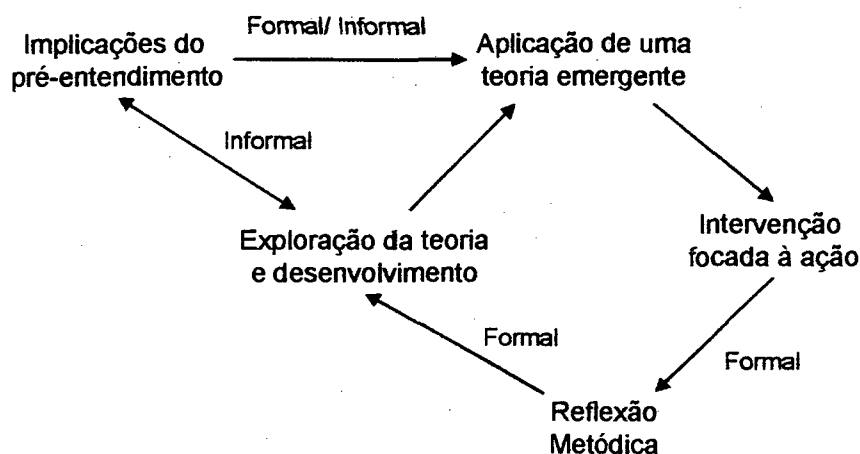 Formal/ Informal
Implicações do
pré-entendimento
Aplicação de uma
teoria emergente
Informal
Exploração da teoria
e desenvolvimento
Intervenção
focada à ação
Formal
Formal
Reflexão
Metódica